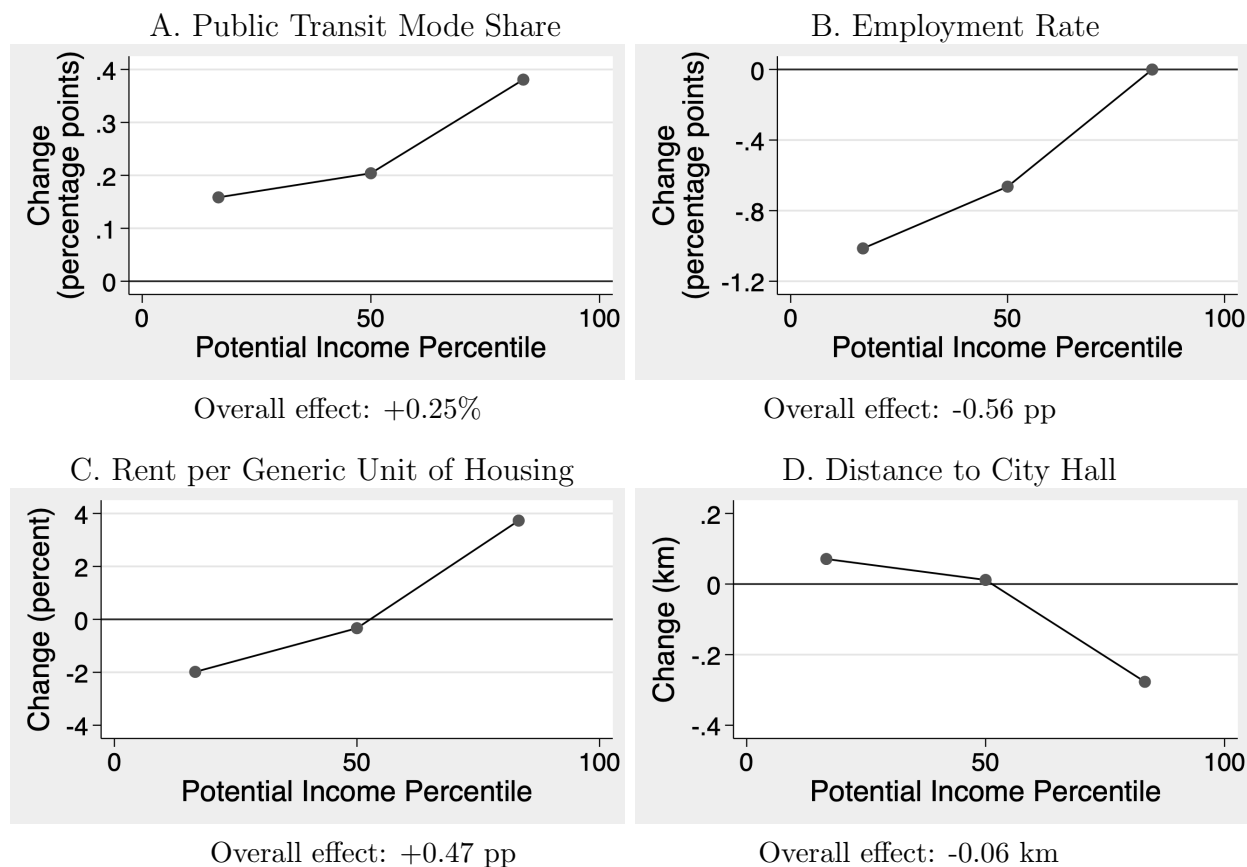 A. Public Transit Mode Share
Change
(percentage points)
.4
.3
.2
.1
0
0
50
100
Potential Income Percentile
Overall effect: +0.25%
B. Employment Rate
Change
(percentage points)
0
-.4
-.8
-1.2
0
50
100
Potential Income Percentile
Overall effect: -0.56 pp
C. Rent per Generic Unit of Housing
Change (percent)
4
2
0
-2
-4
0
50
100
Potential Income Percentile
Overall effect: +0.47 pp
D. Distance to City Hall
Change (km)
.2
0
-.2
-.4
0
50
100
Potential Income Percentile
Overall effect: -0.06 km